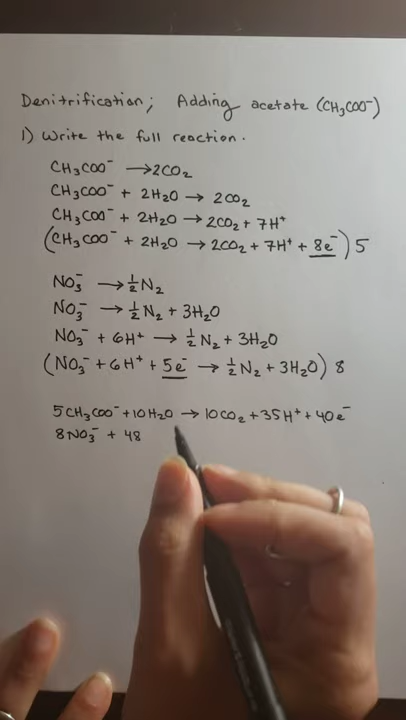 Denitrification; Adding acetate (CH₃COO⁻)
1) Write the full reaction.
CH₃COO⁻ → 2CO₂
CH₃COO⁻ + 2H₂O → 2CO₂
CH₃COO⁻ + 2H₂O → 2CO₂ + 7H⁺
(CH₃COO⁻ + 2H₂O → 2CO₂ + 7H⁺ + 8e⁻) 5
NO₃⁻ → ½N₂
NO₃⁻ → ½N₂ + 3H₂O
NO₃⁻ + 6H⁺ → ½N₂ + 3H₂O
(NO₃⁻ + 6H⁺ + 5e⁻ → ½N₂ + 3H₂O) 8
5CH₃COO⁻ + 10H₂O → 10CO₂ + 35H⁺ + 40e⁻
8NO₃⁻ + 48